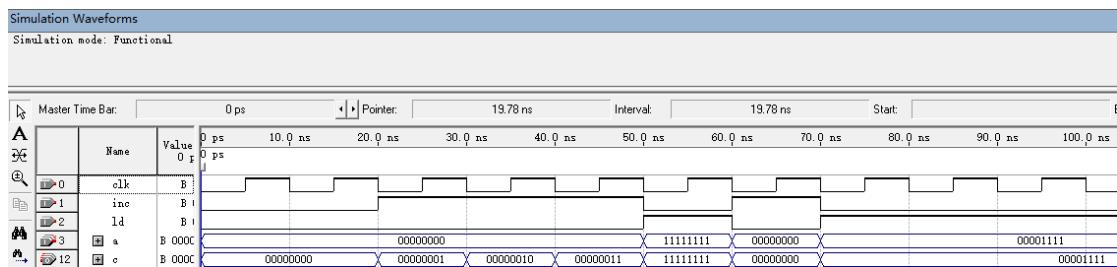 Simulation Waveforms
Simulation mode: Functional
Master Time Bar: 0 ps Pointer: 19.78 ns Interval: 19.78 ns Start:
Name Value 0 ps 10.0 ns 20.0 ns 30.0 ns 40.0 ns 50.0 ns 60.0 ns 70.0 ns 80.0 ns 90.0 ns 100.0 ns
0 p 0 ps
0 clk B
1 inc B
2 ld B
3 a B 0000 00000000 11111111 00000000 00001111
12 c B 0000 00000000 00000001 00000010 00000011 11111111 00000000 00001111